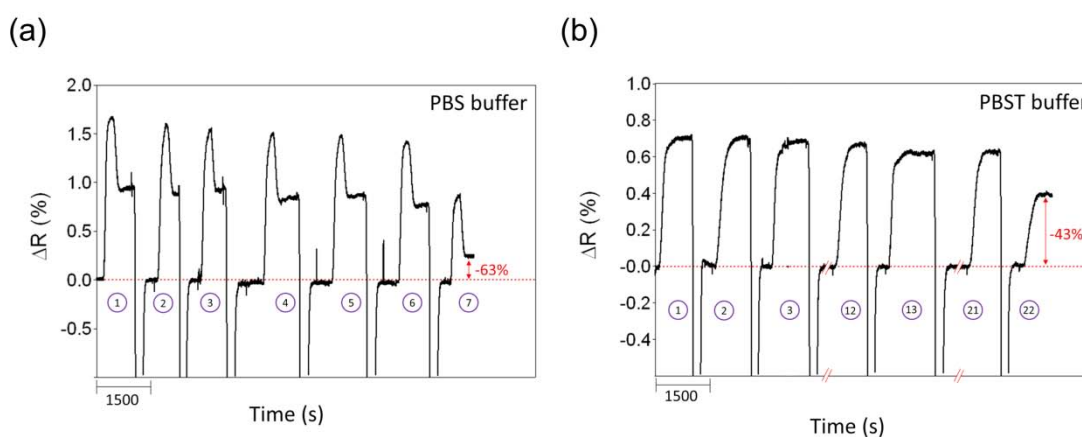 (a)
PBS buffer
ΔR (%)
2.0
1.5
1.0
0.5
0.0
-0.5
-63%
1 2 3 4 5 6 7
1500
Time (s)
(b)
PBST buffer
ΔR (%)
1.0
0.8
0.6
0.4
0.2
-0.0
-0.2
-0.4
-43%
1 2 3 12 13 21 22
1500
Time (s)